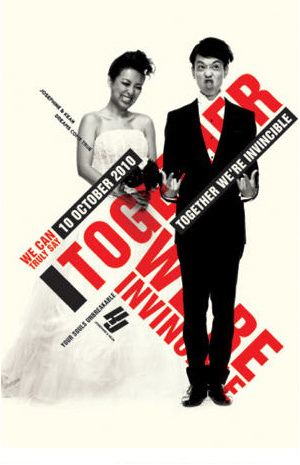 JOSEPHINE & KEAN
DREAMS COME TRUE
WE CAN
TRULY SAY
10 OCTOBER 2010
TOGETHER WE'RE INVINCIBLE
TOGETHER
WE'RE
INVINCIBLE
YOUR SOULS UNBREAKABLE